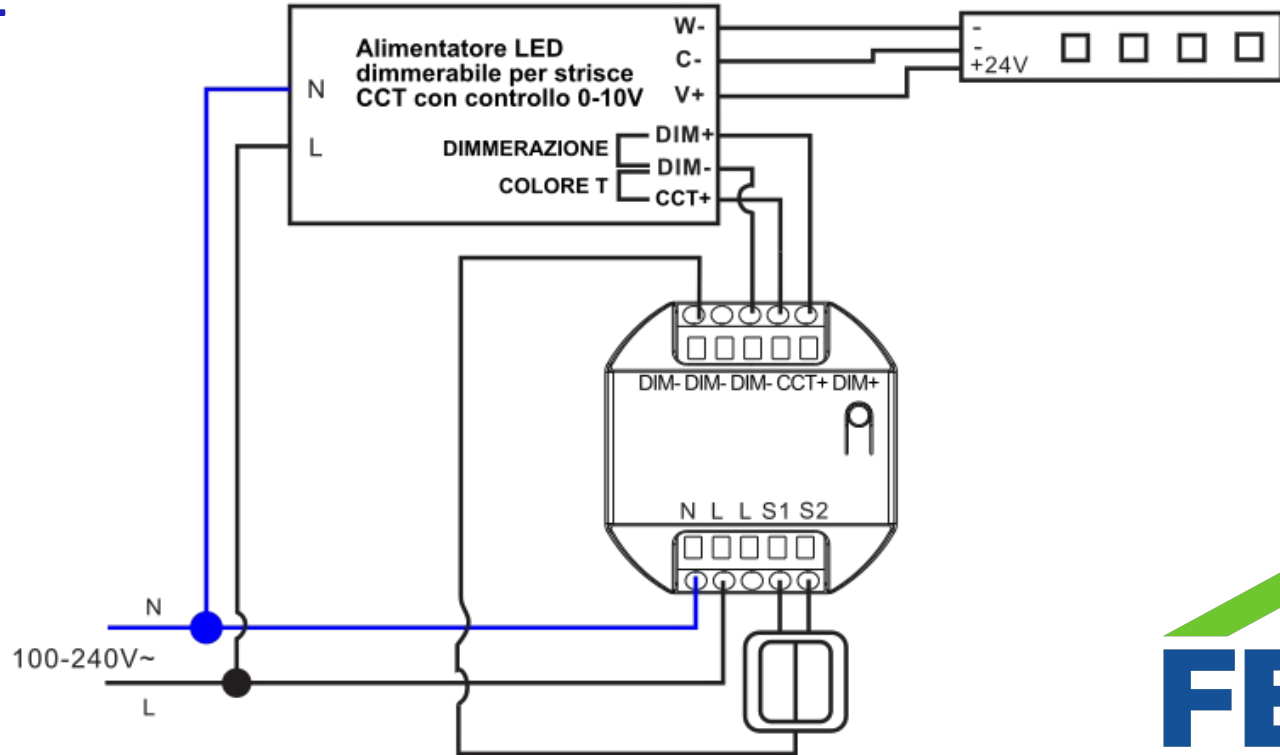 Alimentatore LED
dimmerabile per strisce
CCT con controllo 0-10V
N
L
W-
C-
V+
DIMMERAZIONE
COLORE T
DIM+
DIM-
CCT+
-
-
+24V
DIM- DIM- DIM- CCT+ DIM+
N L L S1 S2
N
100-240V~
L